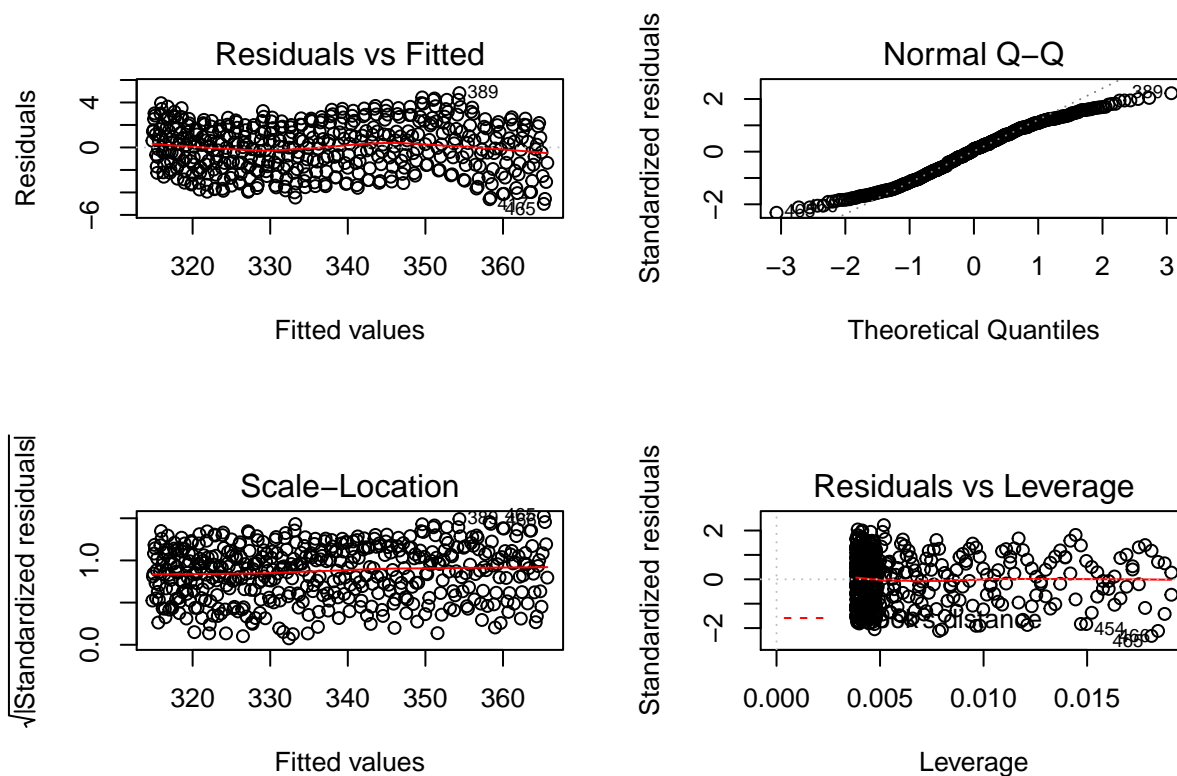 Residuals vs Fitted
Residuals
4
0
−6
389
465
320 330 340 350 360
Fitted values
Normal Q−Q
Standardized residuals
2
0
−2
389
465
−3 −2 −1 0 1 2 3
Theoretical Quantiles
Scale−Location
√|Standardized residuals|
1.0
0.0
389
465
320 330 340 350 360
Fitted values
Residuals vs Leverage
Standardized residuals
2
0
−2
distance
454
465
0.000 0.005 0.010 0.015
Leverage